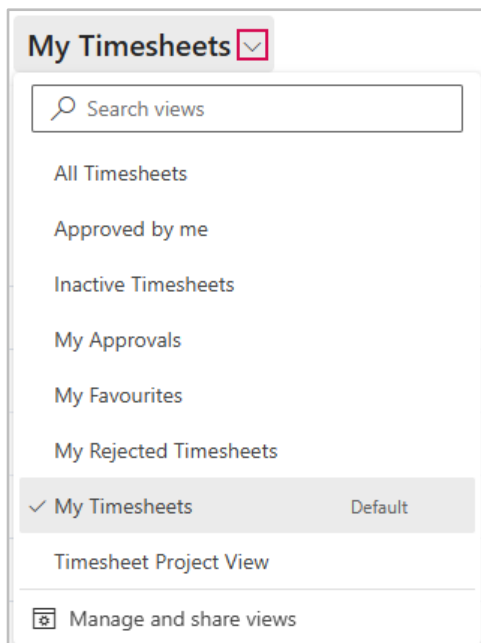 My Timesheets
Search views
All Timesheets
Approved by me
Inactive Timesheets
My Approvals
My Favourites
My Rejected Timesheets
My Timesheets Default
Timesheet Project View
Manage and share views